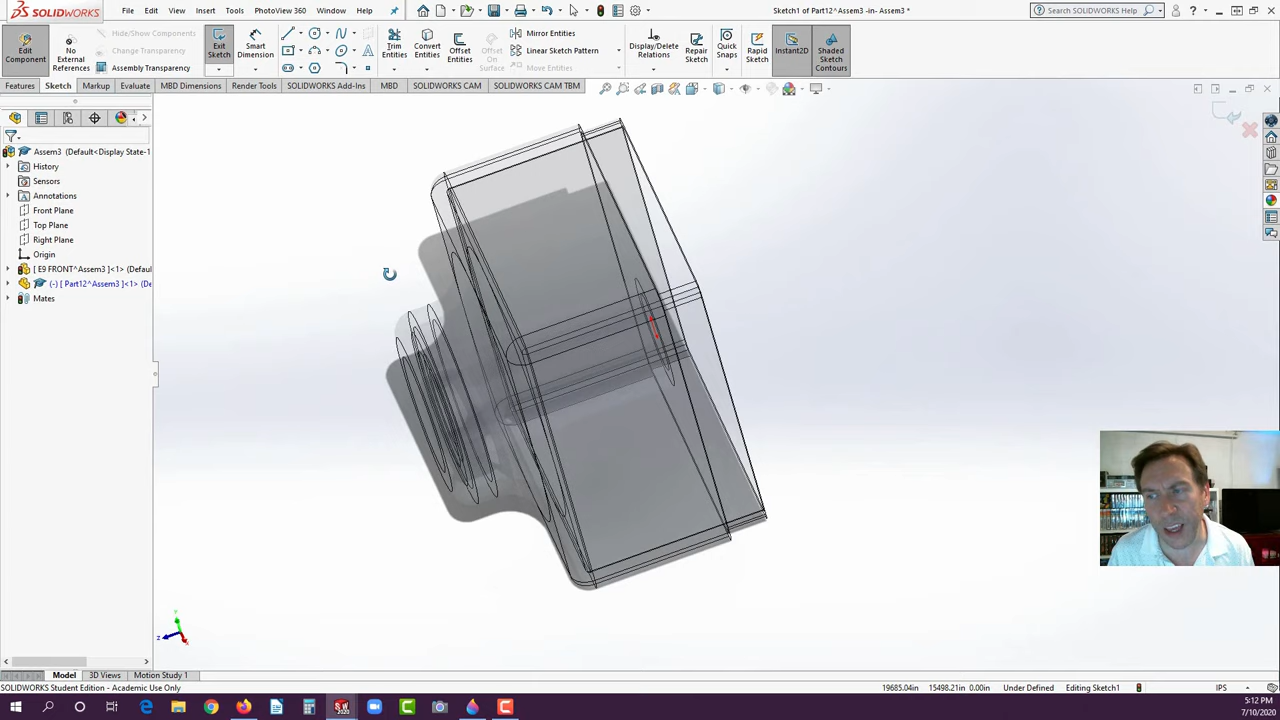 SOLIDWORKS
File
Edit
View
Insert
Tools
PhotoView 360
Window
Help
Sketch1 of Part12^Assem3 -in- Assem3 *
Search SOLIDWORKS Help
Edit Component
No External References
Hide/Show Components
Change Transparency
Assembly Transparency
Exit Sketch
Smart Dimension
Trim Entities
Convert Entities
Offset Entities
Offset On Surface
Mirror Entities
Linear Sketch Pattern
Move Entities
Display/Delete Relations
Repair Sketch
Quick Snaps
Rapid Sketch
Instant2D
Shaded Sketch Contours
Features
Sketch
Markup
Evaluate
MBD Dimensions
Render Tools
SOLIDWORKS Add-Ins
MBD
SOLIDWORKS CAM
SOLIDWORKS CAM TBM
Assem3 (Default<Display State-1
History
Sensors
Annotations
Front Plane
Top Plane
Right Plane
Origin
[ E9 FRONT^Assem3 ]<1> (Defau
(-) [ Part12^Assem3 ]<1> (De
Mates
Model
3D Views
Motion Study 1
SOLIDWORKS Student Edition - Academic Use Only
19685.04in
15498.21in
0.00in
Under Defined
Editing Sketch1
IPS
5:12 PM
7/10/2020